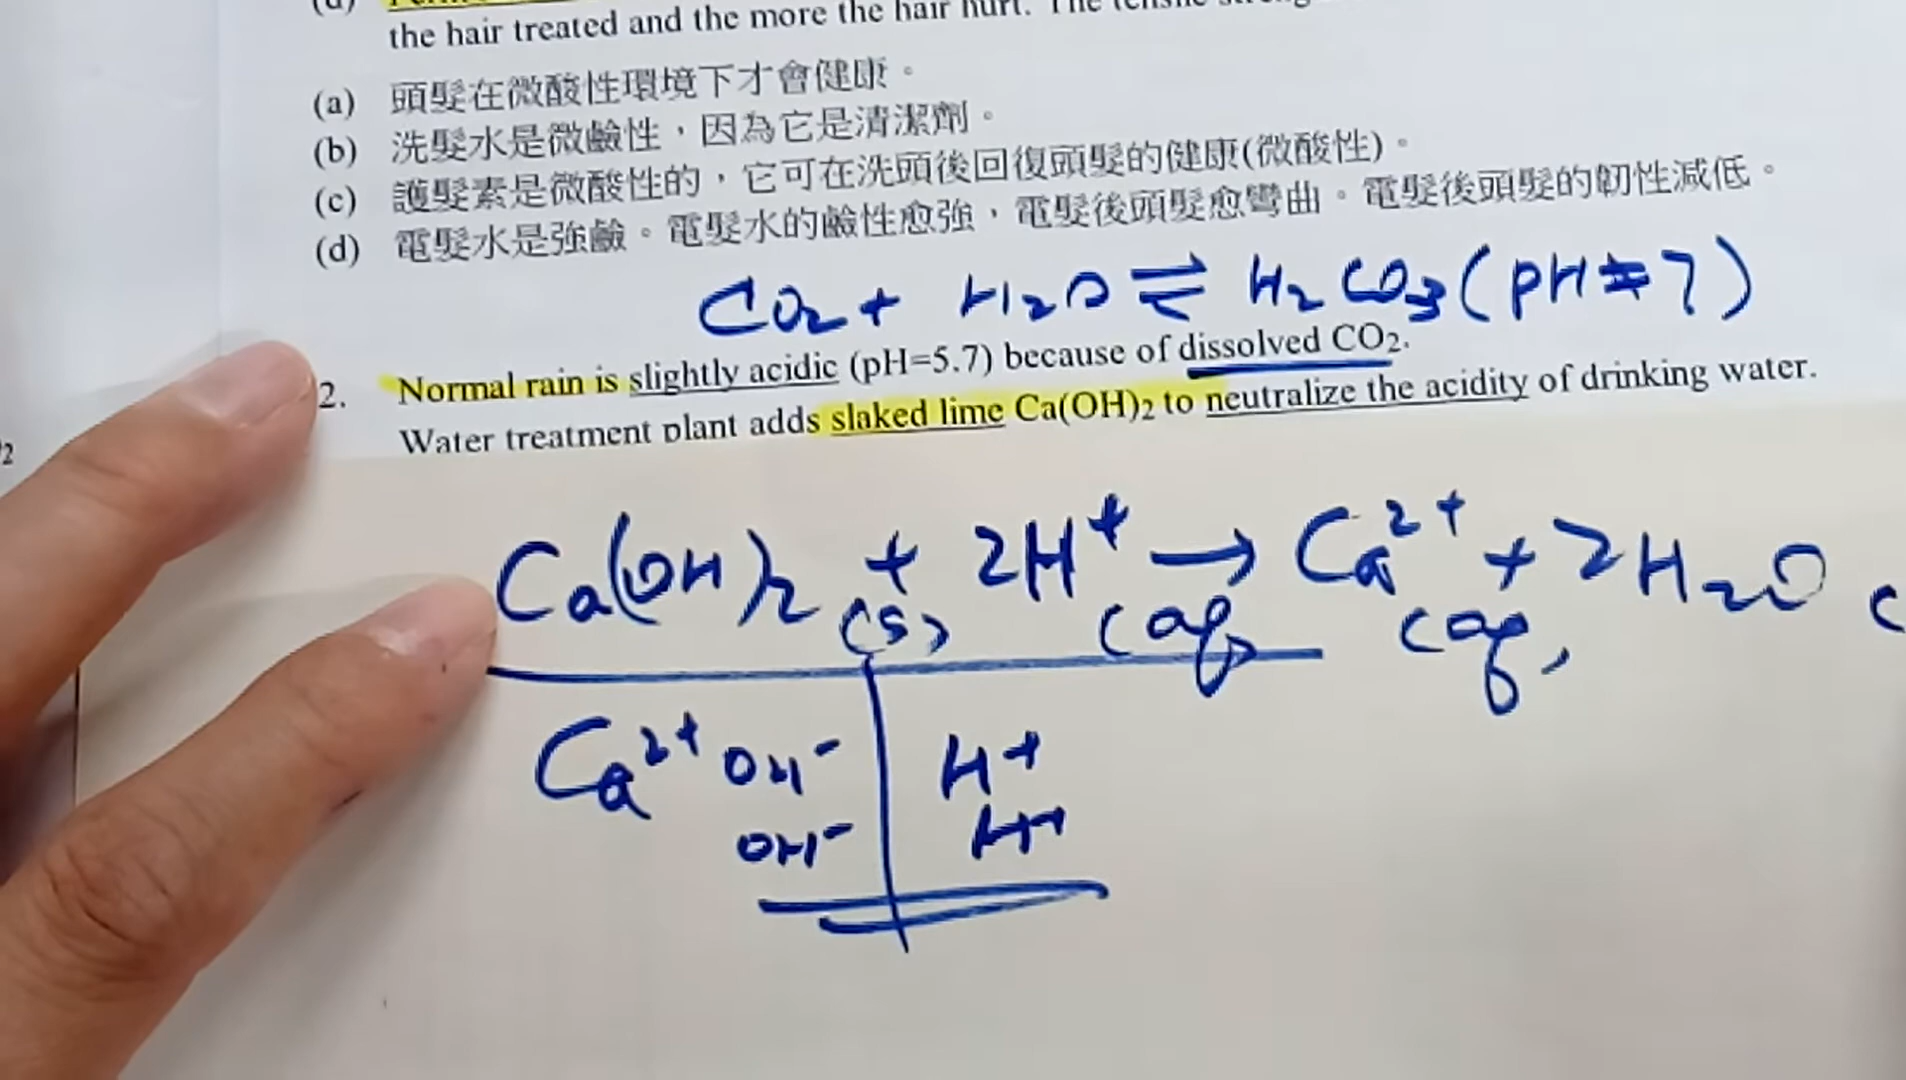 the hair treated and the more the hair hurt. The tensile
(a) 頭髮在微酸性環境下才會健康。
(b) 洗髮水是微鹼性，因為它是清潔劑。
(c) 護髮素是微酸性的，它可在洗頭後回復頭髮的健康(微酸性)。
(d) 電髮水是強鹼。電髮水的鹼性愈強，電髮後頭髮愈彎曲。電髮後頭髮的韌性減低。
CO2 + H2O ⇌ H2CO3 (pH≠7)
2. Normal rain is slightly acidic (pH=5.7) because of dissolved CO2.
Water treatment plant adds slaked lime Ca(OH)2 to neutralize the acidity of drinking water.
Ca(OH)2 + 2H+ → Ca2+ + 2H2O
(s) (aq) (aq)
Ca2+ OH- H+
OH- H+